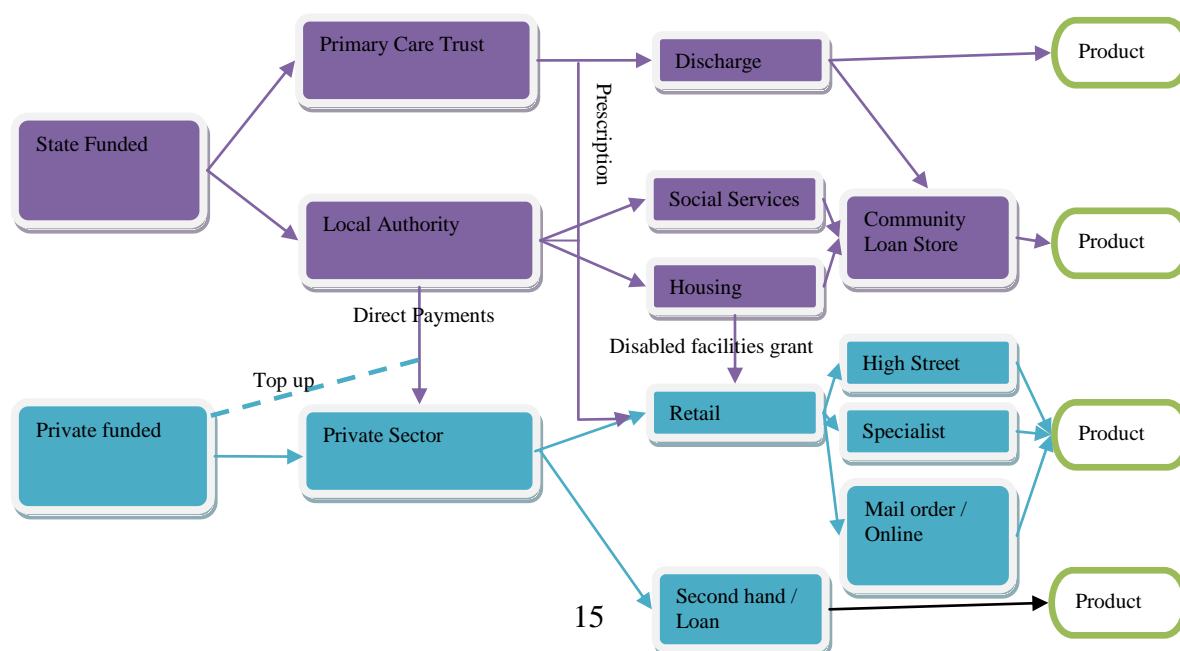 Primary Care Trust
Discharge
Product
State Funded
Prescription
Local Authority
Social Services
Community
Loan Store
Product
Housing
Direct Payments
Disabled facilities grant
Top up
High Street
Private funded
Private Sector
Retail
Specialist
Product
Mail order /
Online
Second hand /
Loan
Product
15